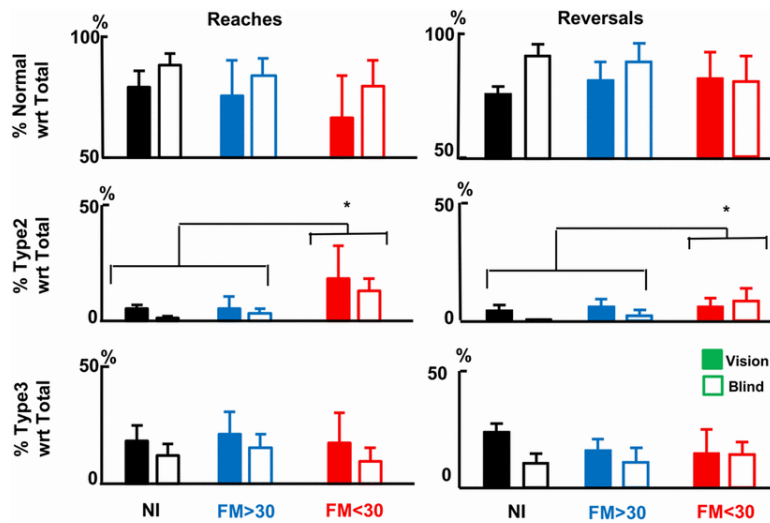 Reaches
Reversals
%
100
50
% Normal
wrt Total
%
100
50
%
50
0
% Type2
wrt Total
*
%
50
0
*
%
50
0
% Type3
wrt Total
%
50
0
Vision
Blind
NI
FM>30
FM<30
NI
FM>30
FM<30